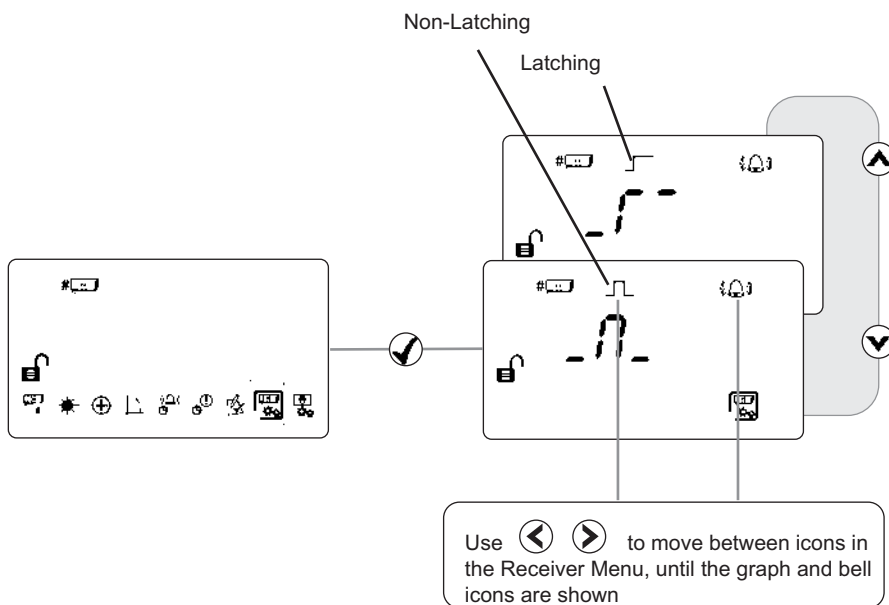 Non-Latching
Latching
#
#
#
Use to move between icons in
the Receiver Menu, until the graph and bell
icons are shown